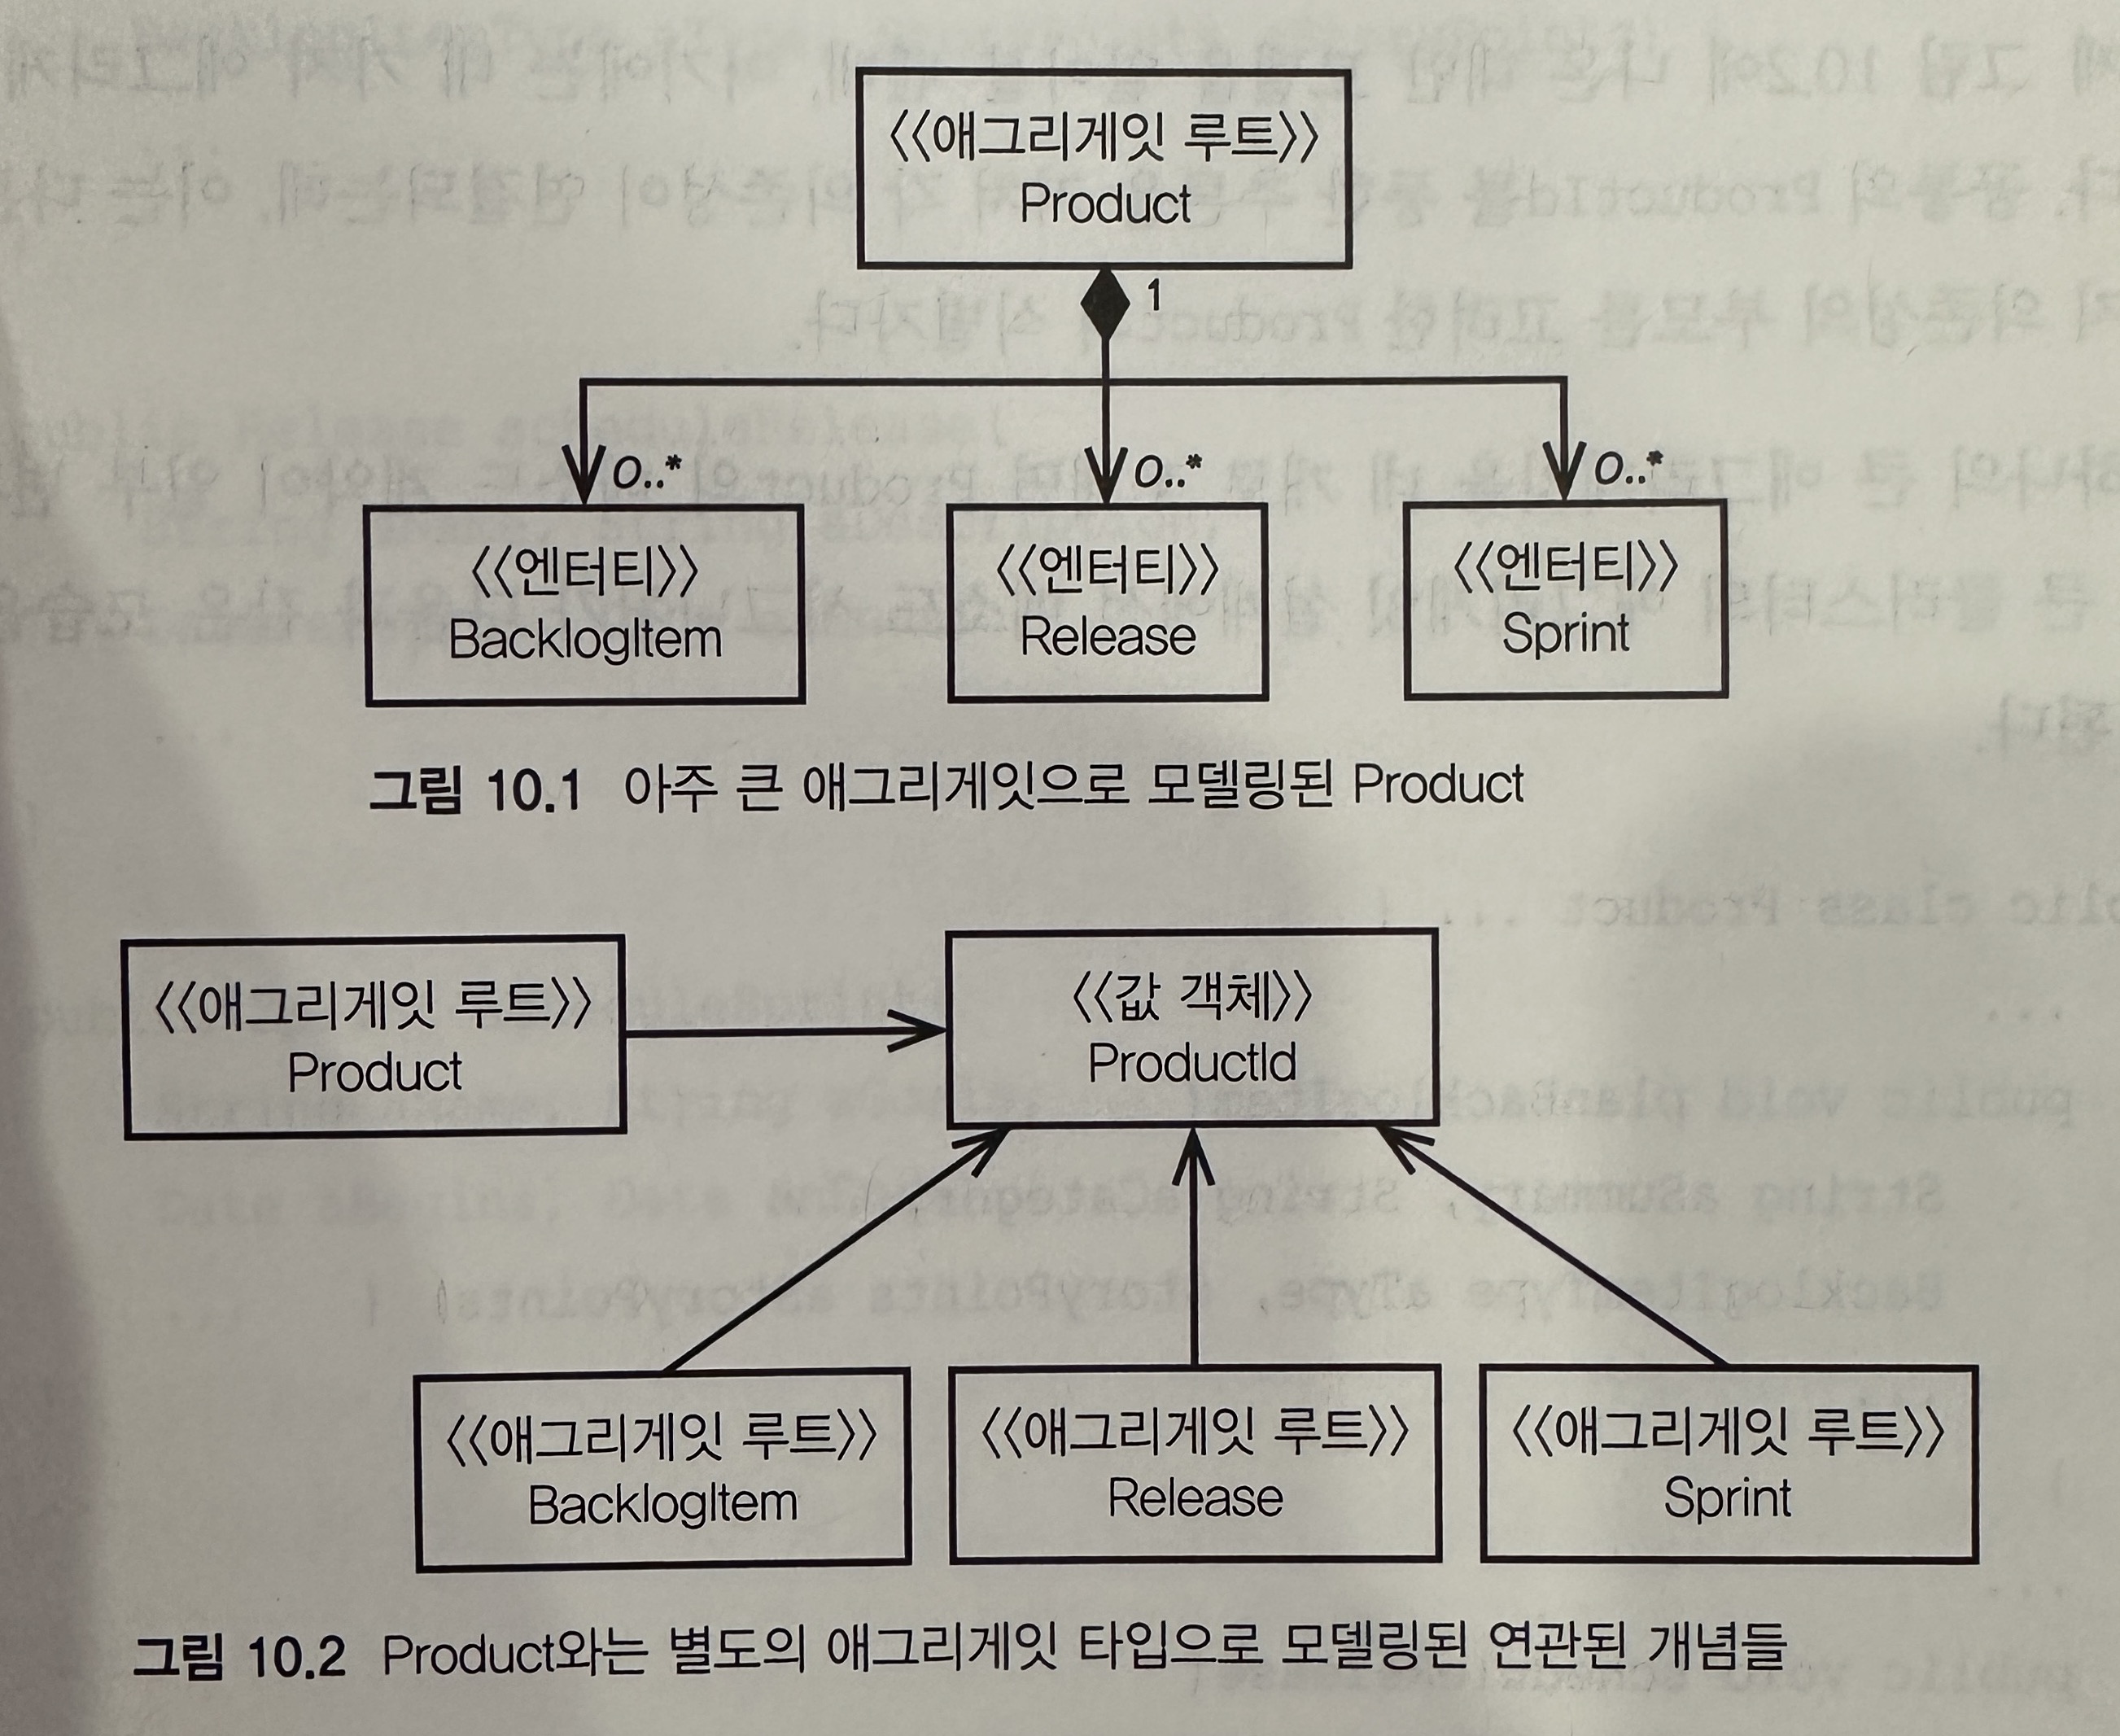 〈〈애그리게잇 루트〉〉
Product
1
0..*
0..*
0..*
〈〈엔터티〉〉
BacklogItem
〈〈엔터티〉〉
Release
〈〈엔터티〉〉
Sprint
그림 10.1 아주 큰 애그리게잇으로 모델링된 Product
〈〈애그리게잇 루트〉〉
Product
〈〈값 객체〉〉
ProductId
〈〈애그리게잇 루트〉〉
BacklogItem
〈〈애그리게잇 루트〉〉
Release
〈〈애그리게잇 루트〉〉
Sprint
그림 10.2 Product와는 별도의 애그리게잇 타입으로 모델링된 연관된 개념들